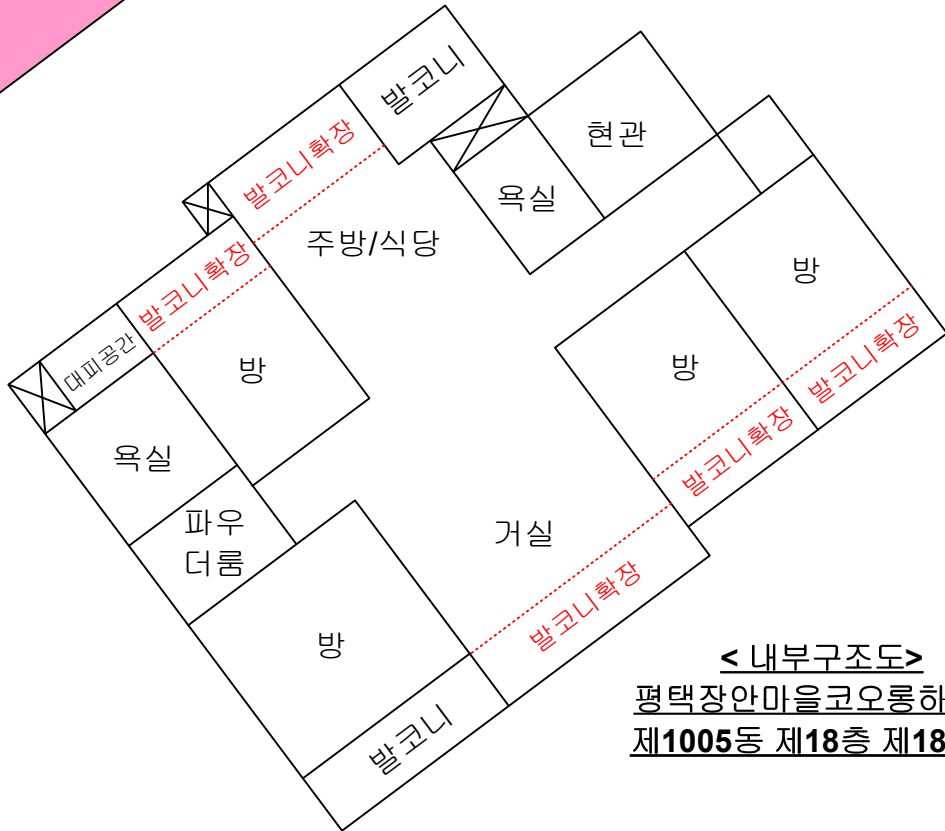 발코니
발코니확장
현관
욕실
주방/식당
발코니확장
방
대피공간
방
방
발코니확장
발코니확장
욕실
파우
더룸
거실
발코니확장
방
발코니
< 내부구조도>
평택장안마을코오롱하
제1005동 제18층 제18